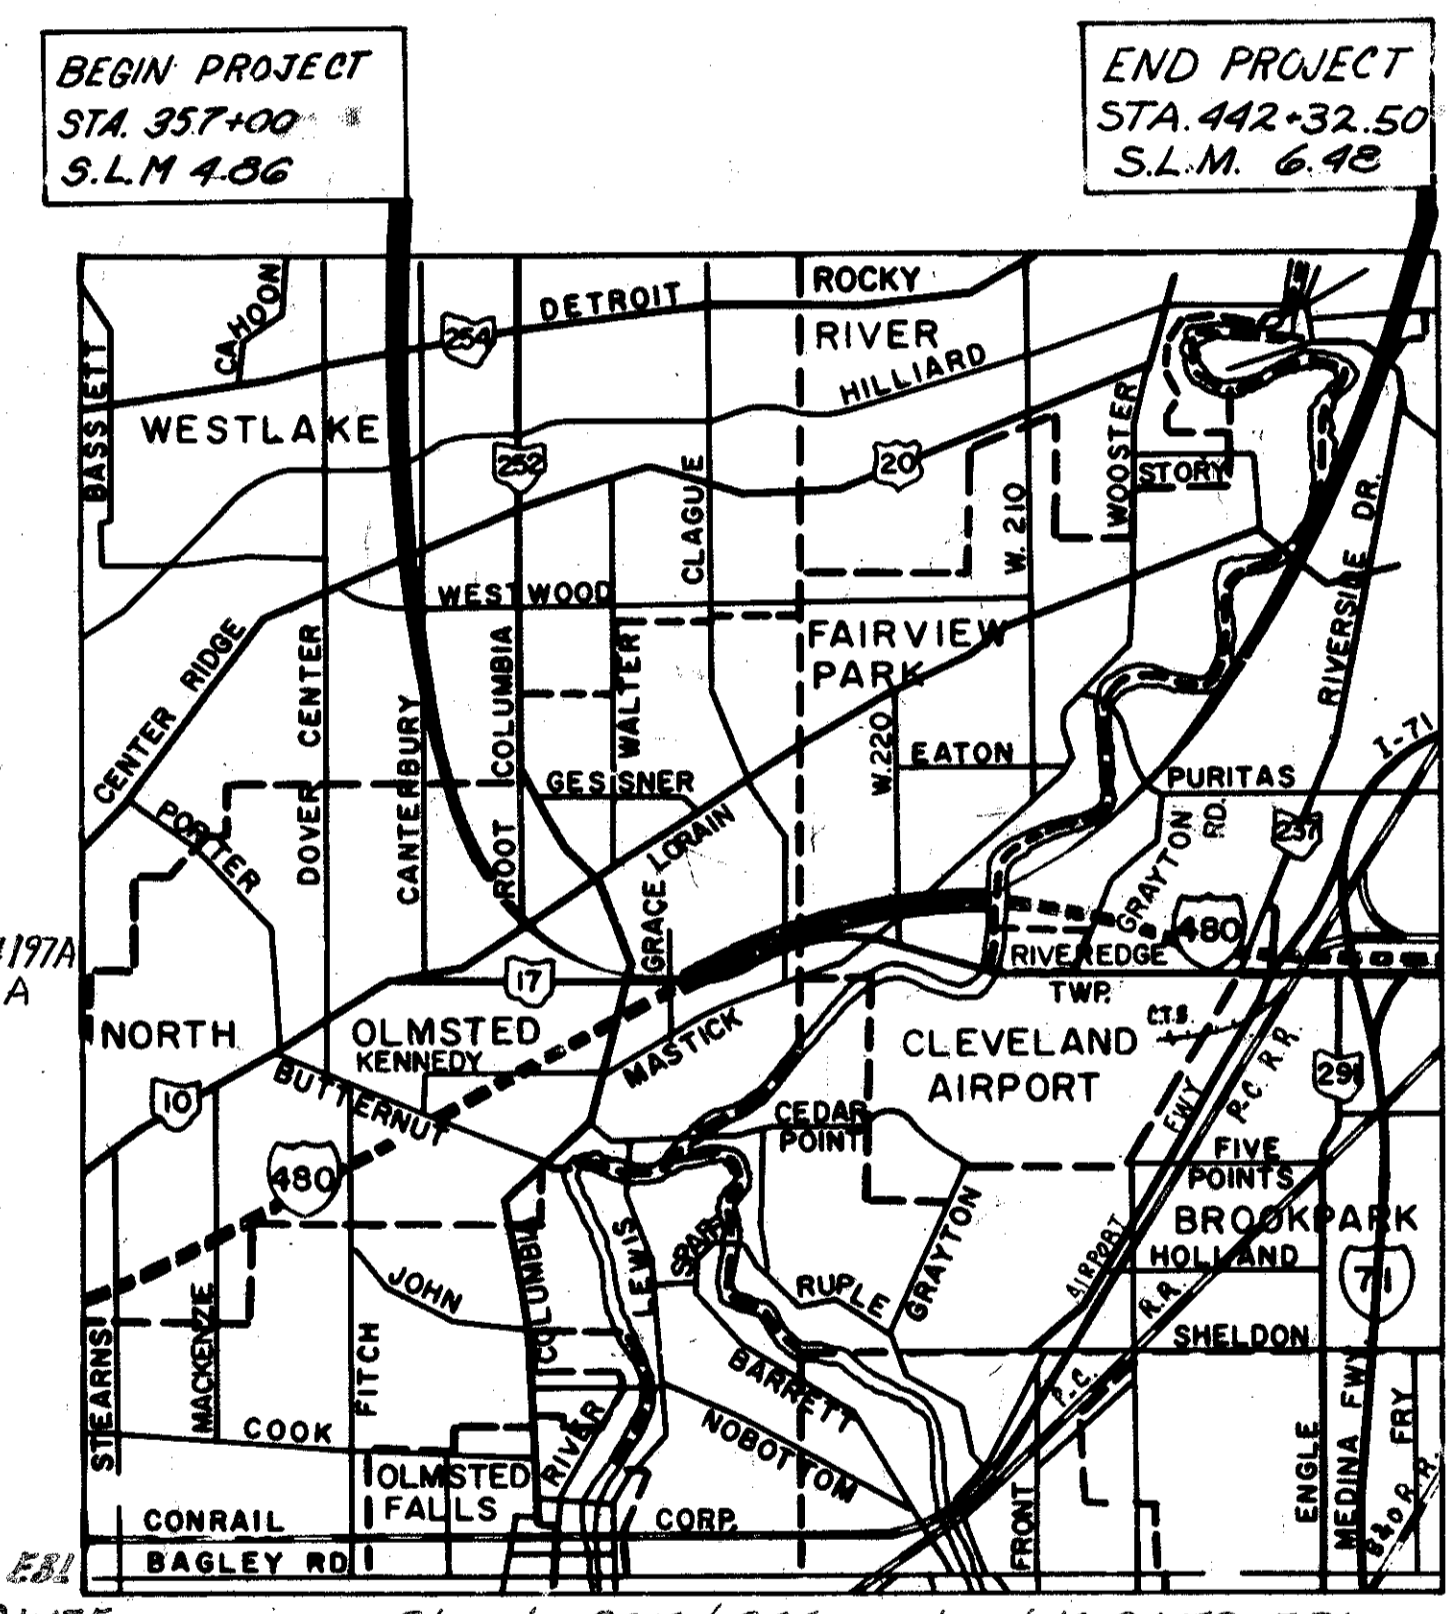 BEGIN PROJECT
STA. 357+00
S.L.M 4.86
END PROJECT
STA. 442+32.50
S.L.M. 6.48
CAHOON
254
DETROIT
ROCKY
RIVER
HILLIARD
BASSIETT
WESTLAKE
252
20
WOOSTER
STORY
CLAGUE
W. 210
RIVERSIDE DR.
WESTWOOD
CENTER RIDGE
DOVER CENTER
COLUMBIA
WALTER
FAIRVIEW
PARK
CANTERBURY
W. 220
EATON
I-71
GESISNER
PURITAS
PORTER
ROOT
LORAIN
GRAYTON
RD.
237
GRACE
480
197A
A
17
RIVEREDGE
TWP.
NORTH
OLMSTED
KENNEDY
MASTICK
CLEVELAND
AIRPORT
C.T.S.
P.C. R.R.
FWY
291
BUTTERNUT
10
CEDAR
POINT
FIVE
POINTS
480
BROOKPARK
HOLLAND
71
COLUMBIA
LEWIS
SPAF
GRAYTON
AIRPORT
R.R.
JOHN
RUPLE
SHELDON
STEARNS
MACKENZIE
FITCH
BARRETT
P.C.
COOK
RIVER
NOBOTTOM
ENGLE
MEDINA FWY.
FRY
OLMSTED
FALLS
FRONT
B&O R.R.
CONRAIL
CORP.
BAGLEY RD
EBI